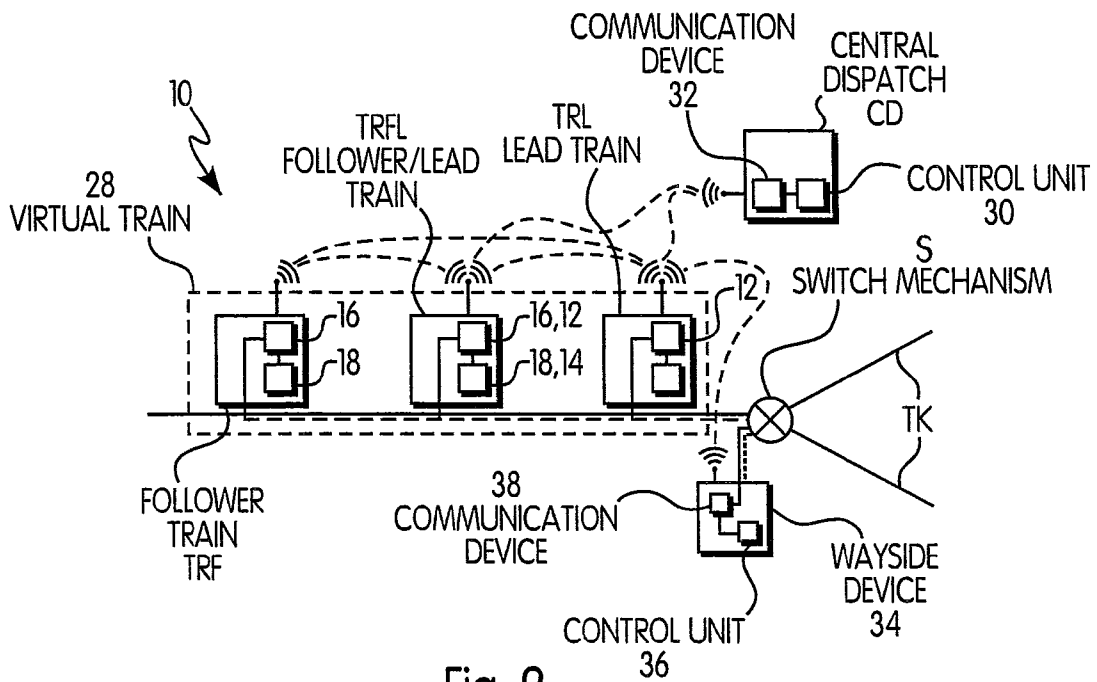 COMMUNICATION
DEVICE
32
CENTRAL
DISPATCH
CD
10
TRFL
FOLLOWER/LEAD
TRAIN
TRL
LEAD TRAIN
CONTROL UNIT
30
28
VIRTUAL TRAIN
S
SWITCH MECHANISM
16
18
16,12
18,14
12
TK
FOLLOWER
TRAIN
TRF
38
COMMUNICATION
DEVICE
WAYSIDE
DEVICE
34
CONTROL UNIT
36
Fig.